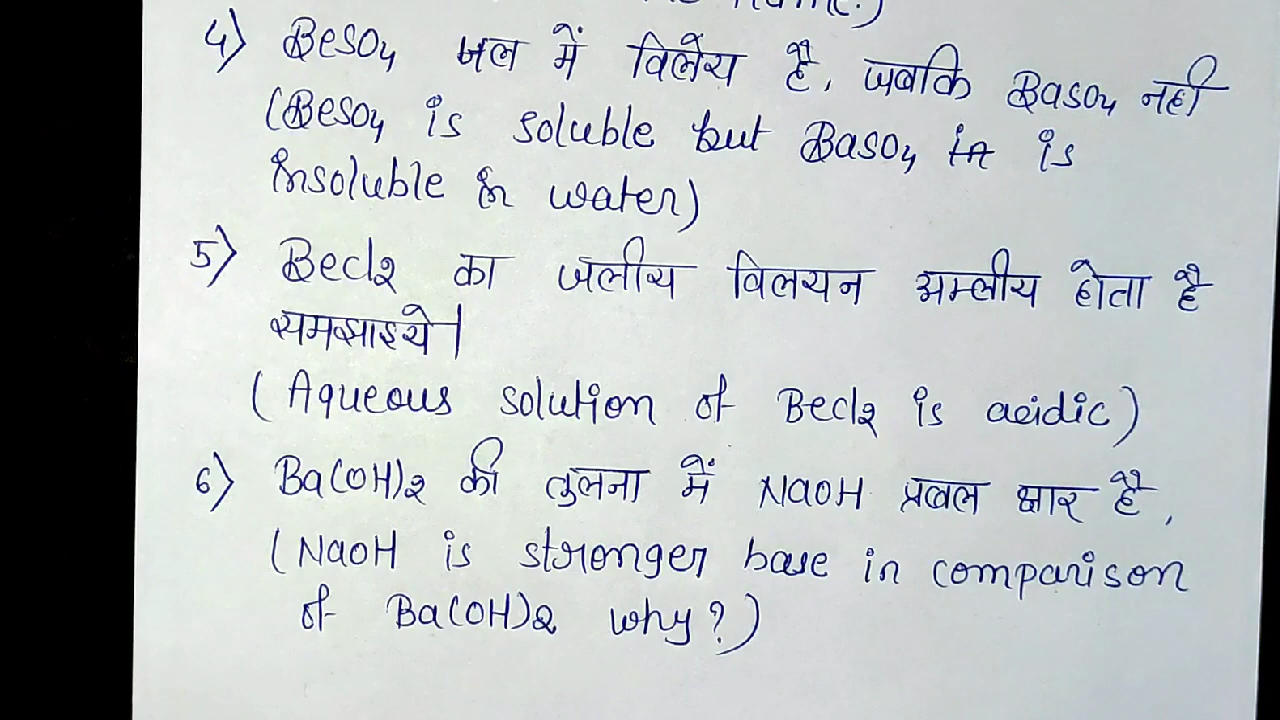 4) BeSO4 जल में विलेय है, जबकि BaSO4 नही
(BeSO4 is soluble but BaSO4 is
insoluble in water)
5) Becl2 का जलीय विलयन अम्लीय होता है
समझाइये।
(Aqueous solution of Becl2 is acidic)
6) Ba(OH)2 की तुलना में NaOH प्रबल क्षार है,
(NaOH is stronger base in comparison
of Ba(OH)2 why?)